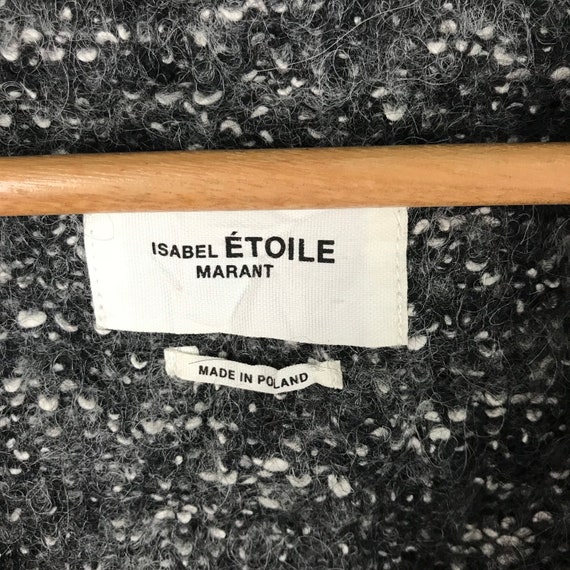 ISABEL ÉTOILE
MARANT
MADE IN POLAND